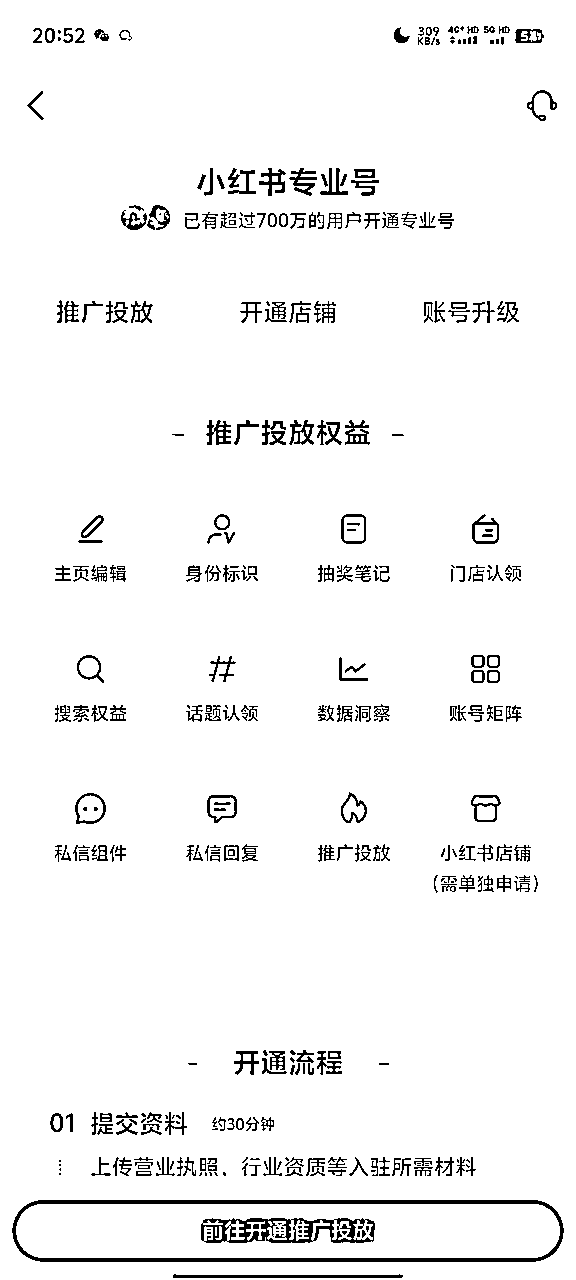 20:52 309 KB/s 4G+ HD 5G HD
小红书专业号
已有超过700万的用户开通专业号
推广投放 开通店铺 账号升级
- 推广投放权益 -
主页编辑 身份标识 抽奖笔记 门店认领
搜索权益 话题认领 数据洞察 账号矩阵
私信组件 私信回复 推广投放 小红书店铺
(需单独申请)
- 开通流程 -
01 提交资料 约30分钟
上传营业执照、行业资质等入驻所需材料
前往开通推广投放